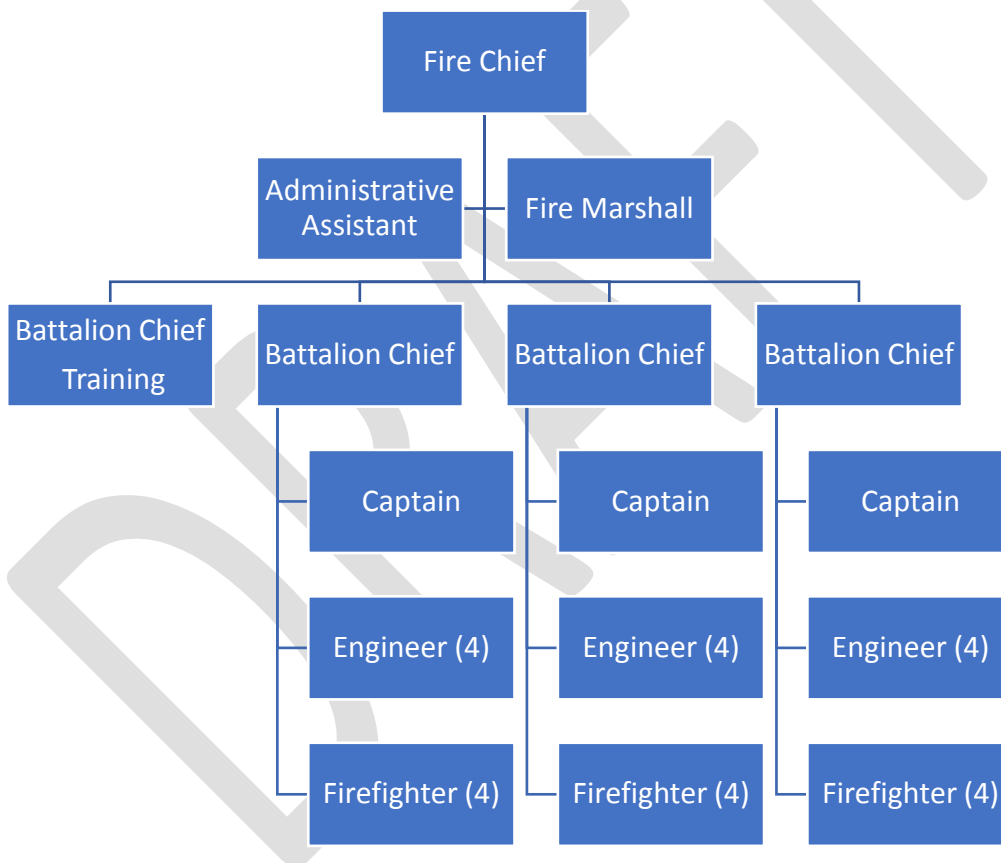 Fire Chief
Administrative
Assistant
Fire Marshall
Battalion Chief
Training
Battalion Chief
Battalion Chief
Battalion Chief
Captain
Captain
Captain
Engineer (4)
Engineer (4)
Engineer (4)
Firefighter (4)
Firefighter (4)
Firefighter (4)
DRAFT